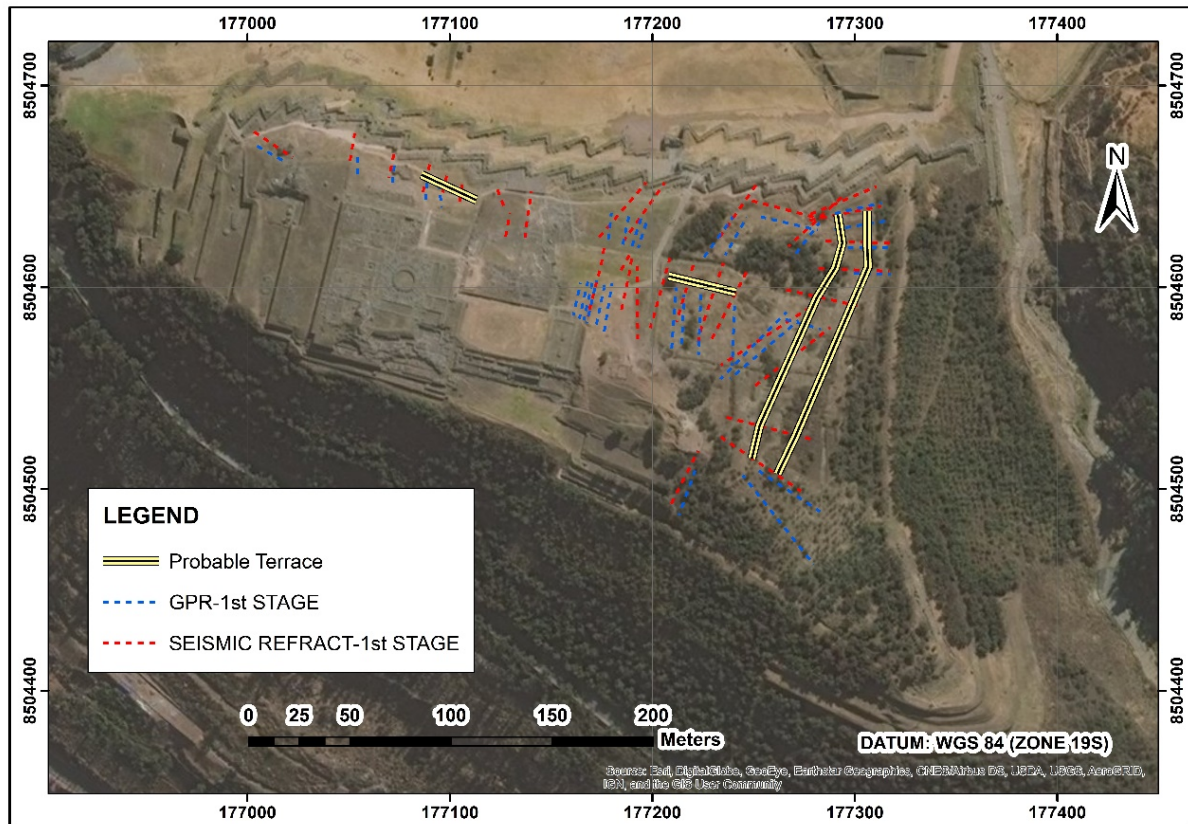 177000 177100 177200 177300 177400
8504700 8504700
N
8504600 8504600
8504500 8504500
LEGEND
Probable Terrace
GPR-1st STAGE
SEISMIC REFRACT-1st STAGE
8504400 8504400
0 25 50 100 150 200
Meters
DATUM: WGS 84 (ZONE 19S)
Source: Esri, DigitalGlobe, GeoEye, Earthstar Geographics, CNES/Airbus DS, USDA, USGS, AeroGRID,
IGN, and the GIS User Community
177000 177100 177200 177300 177400